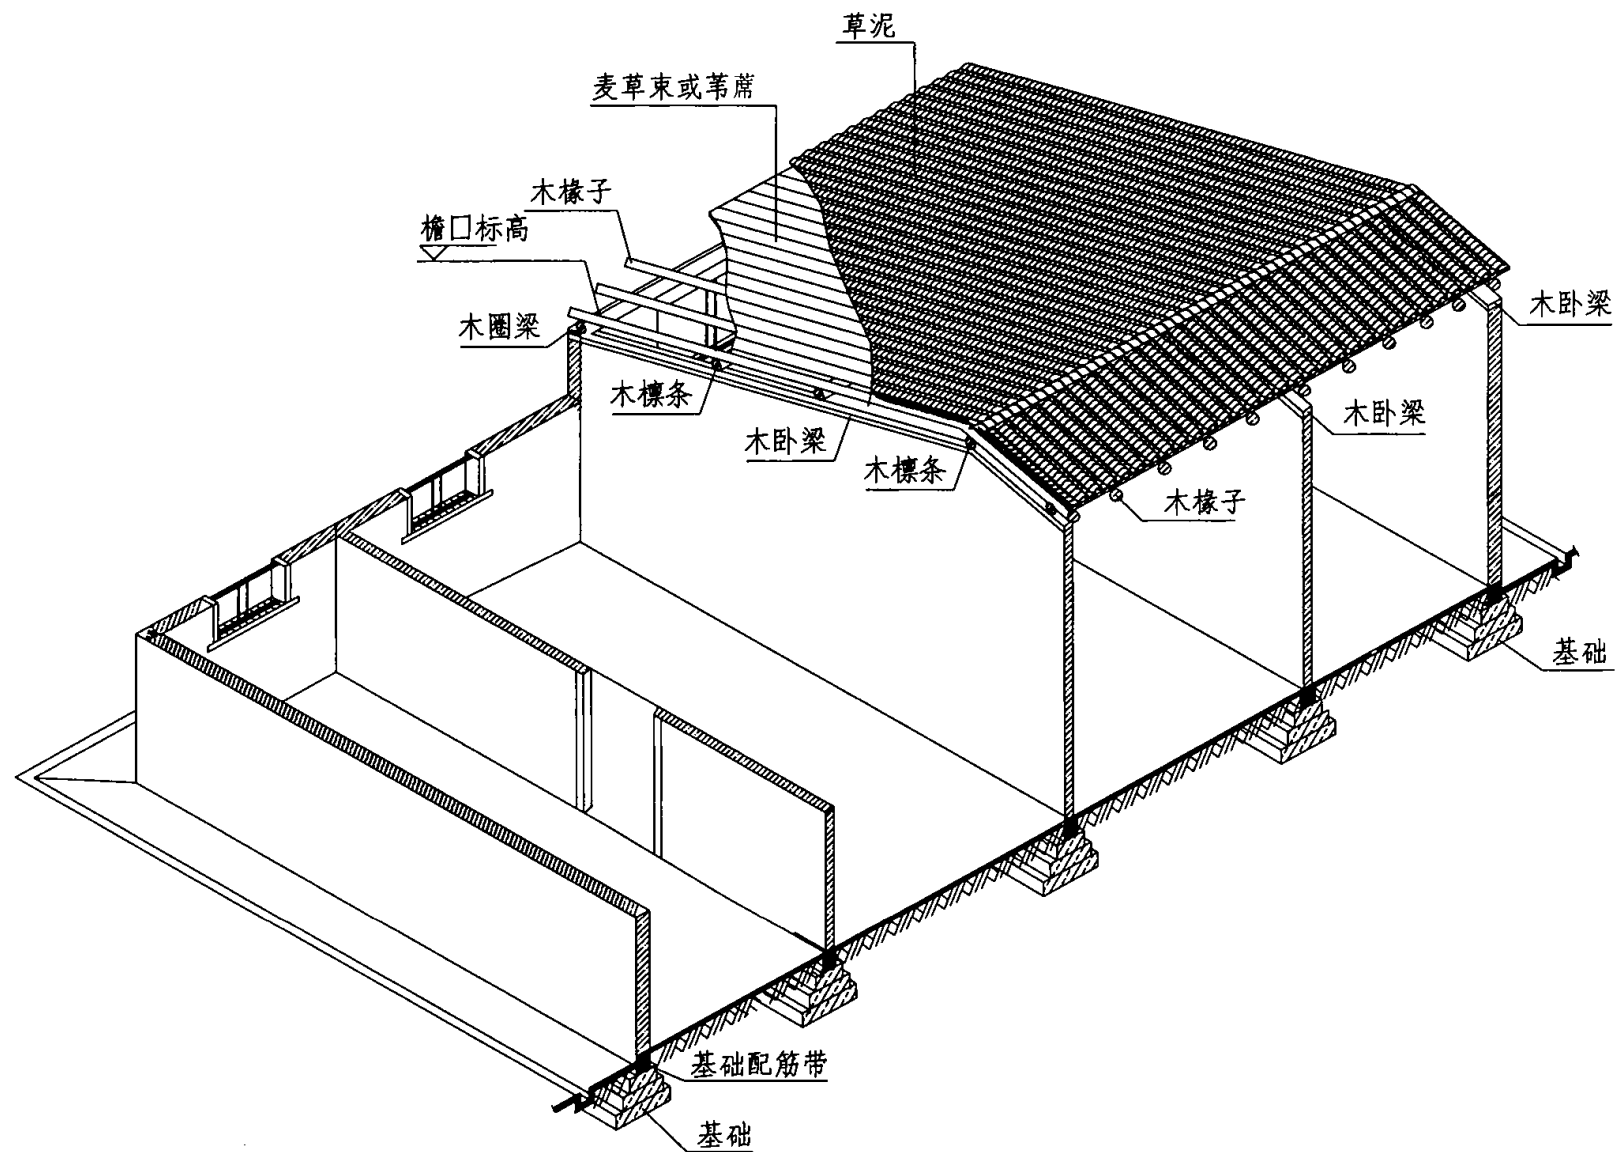 草泥
麦草束或苇席
木椽子
檐口标高
木圈梁
木檩条
木卧梁
木檩条
木椽子
木卧梁
木卧梁
基础
基础配筋带
基础